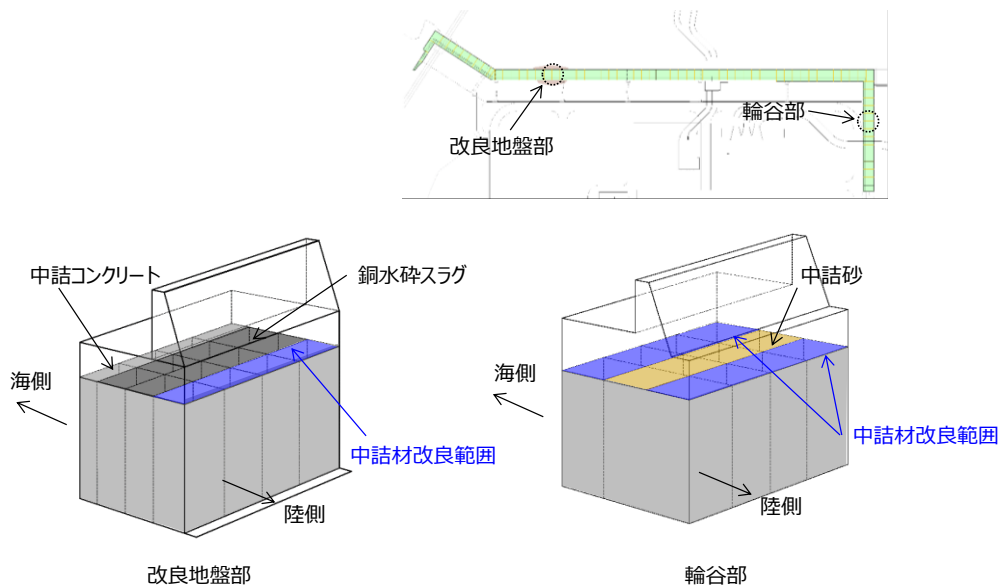 輪谷部
改良地盤部
中詰コンクリート
銅水砕スラグ
海側
中詰材改良範囲
陸側
改良地盤部
中詰砂
海側
中詰材改良範囲
陸側
輪谷部